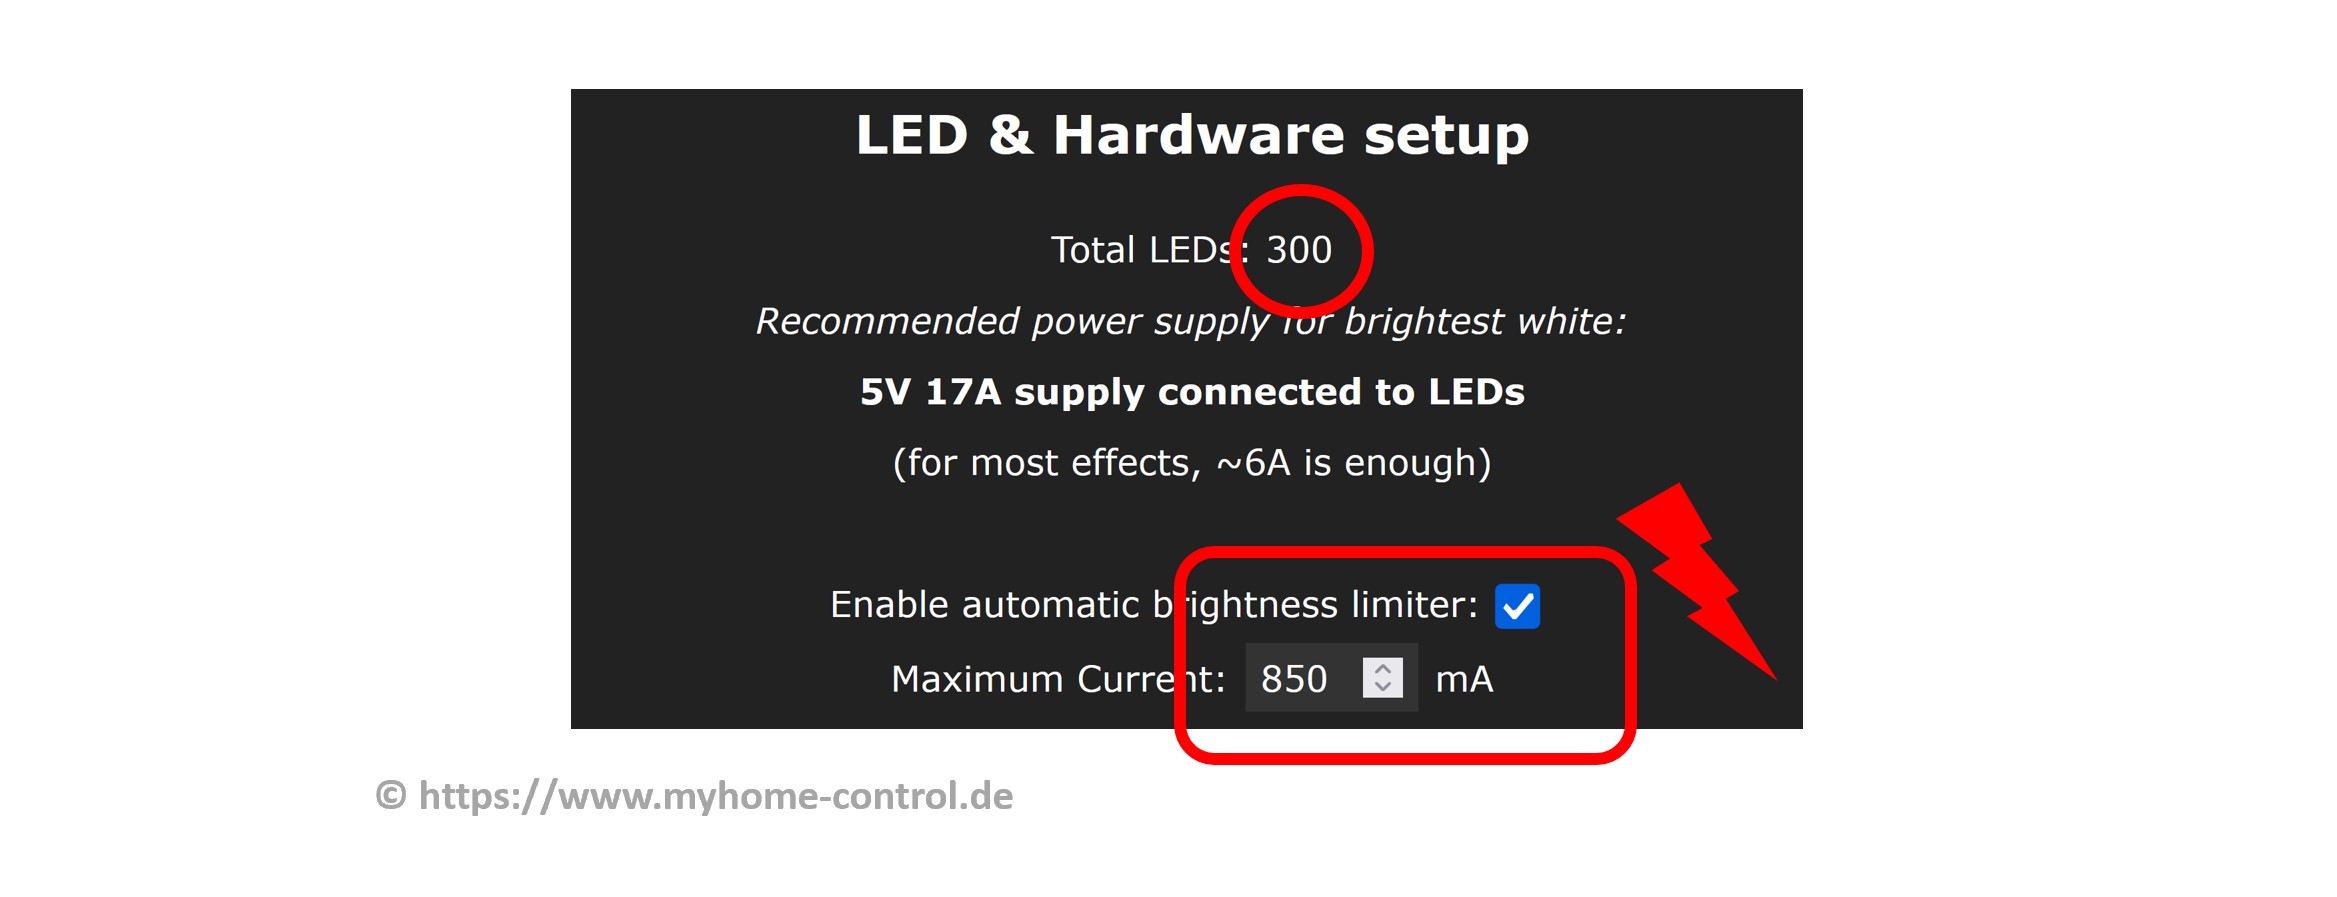 LED & Hardware setup
Total LEDs: 300
Recommended power supply for brightest white:
5V 17A supply connected to LEDs
(for most effects, ~6A is enough)
Enable automatic brightness limiter:
Maximum Current: 850 mA
© https://www.myhome-control.de